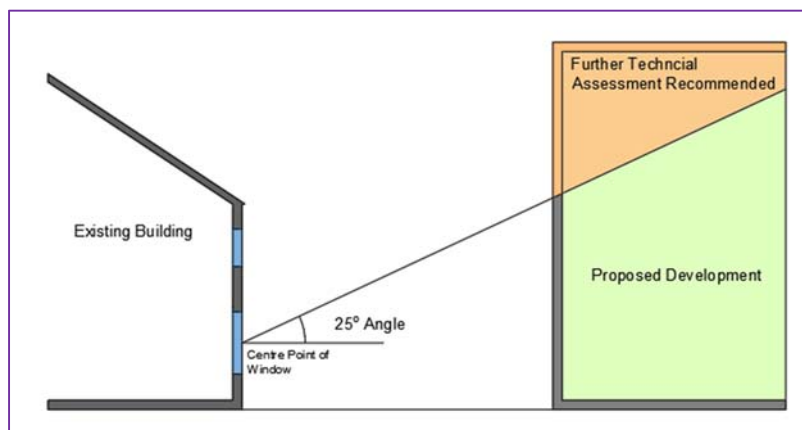 Further Techncial
Assessment Recommended
Existing Building
Proposed Development
25° Angle
Centre Point of
Window